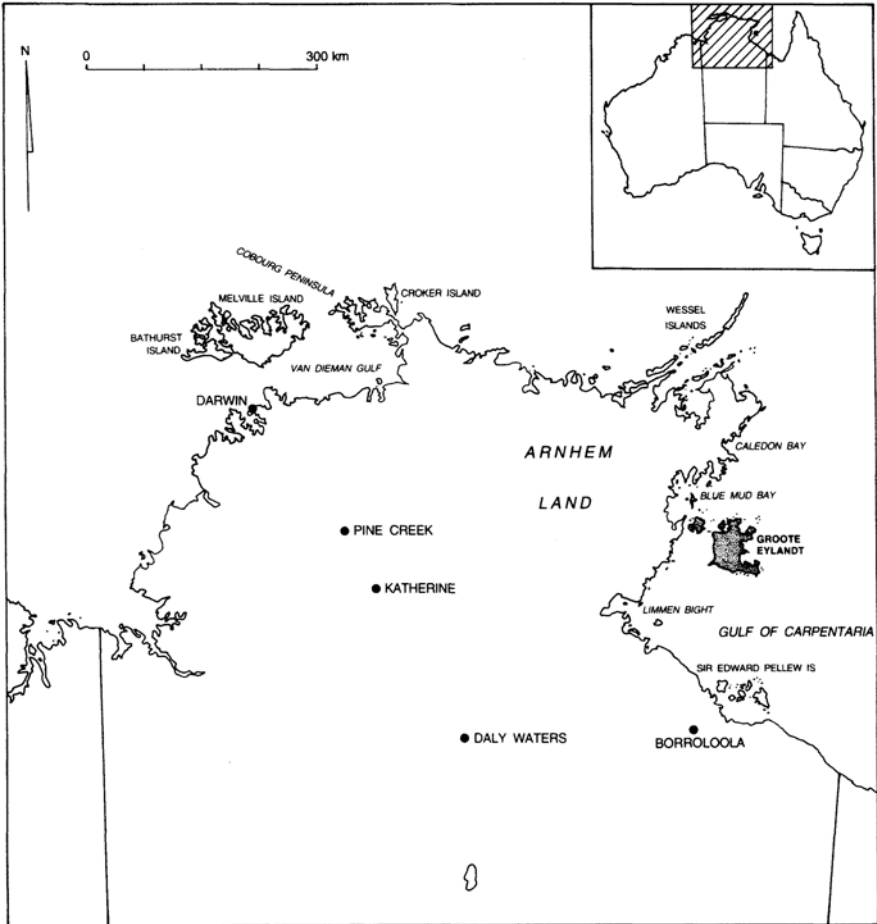 N
0 300 km
COBOURG PENINSULA
MELVILLE ISLAND
CROKER ISLAND
BATHURST
ISLAND
VAN DIEMAN GULF
DARWIN
WESSEL
ISLANDS
ARNHEM
LAND
CALEDON BAY
BLUE MUD BAY
PINE CREEK
GROOTE
EYLANDT
KATHERINE
LIMMEN BIGHT
GULF OF CARPENTARIA
SIR EDWARD PELLEW IS
DALY WATERS
BORROLOOLA